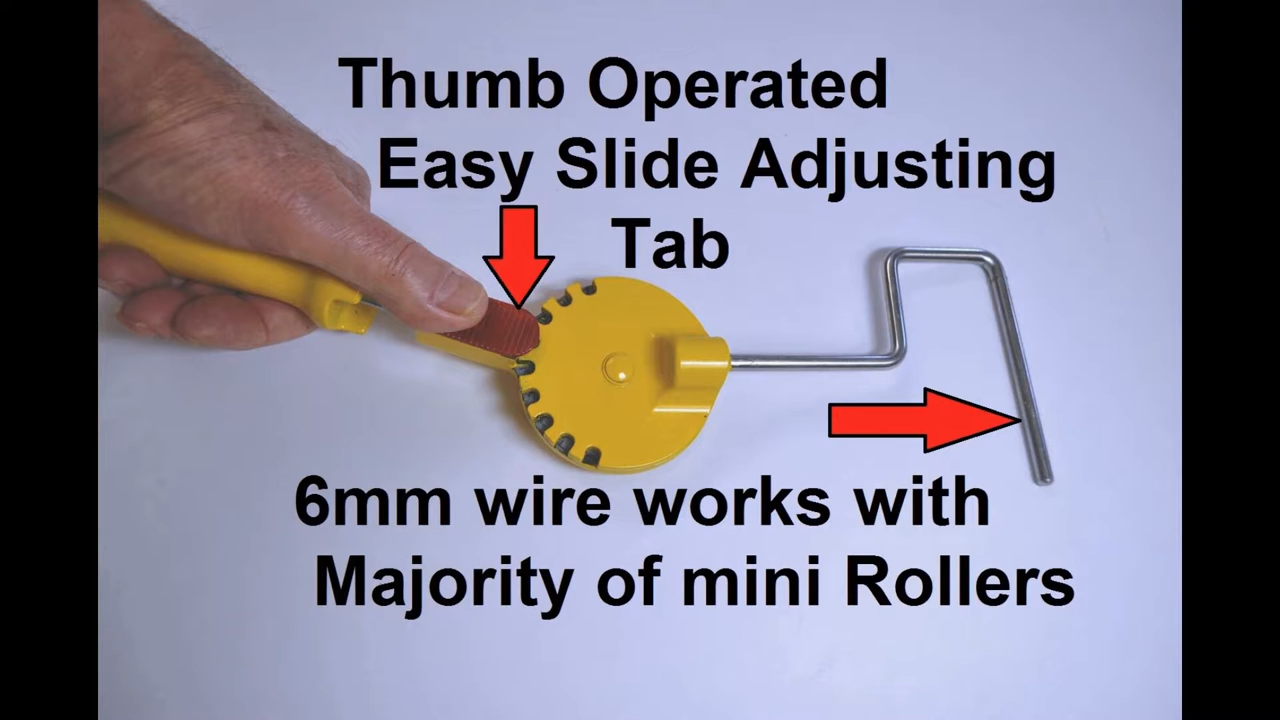 Thumb Operated
Easy Slide Adjusting
Tab
6mm wire works with
Majority of mini Rollers